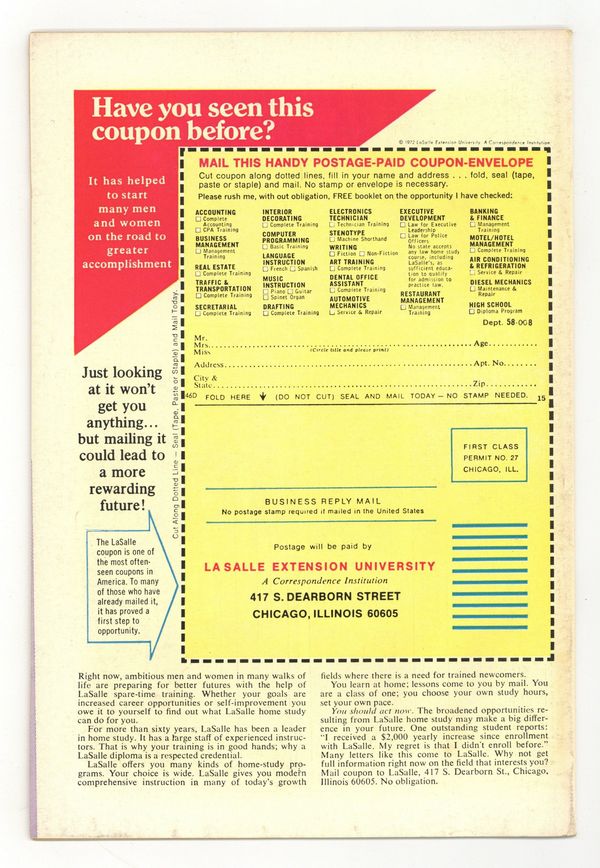 Have you seen this
coupon before?
© 1972 LaSalle Extension University, A Correspondence Institution
It has helped
to start
many men
and women
on the road to
greater
accomplishment
MAIL THIS HANDY POSTAGE-PAID COUPON-ENVELOPE
Cut coupon along dotted lines, fill in your name and address . . . fold, seal (tape,
paste or staple) and mail. No stamp or envelope is necessary.
Please rush me, with out obligation, FREE booklet on the opportunity I have checked:
ACCOUNTING
Complete
Accounting
CPA Training
BUSINESS
MANAGEMENT
Management
Training
REAL ESTATE
Complete Training
TRAFFIC &
TRANSPORTATION
Complete Training
SECRETARIAL
Complete Training
INTERIOR
DECORATING
Complete Training
COMPUTER
PROGRAMMING
Basic Training
LANGUAGE
INSTRUCTION
French Spanish
MUSIC
INSTRUCTION
Piano Guitar
Spinet Organ
DRAFTING
Complete Training
ELECTRONICS
TECHNICIAN
Technician Training
STENOTYPE
Machine Shorthand
WRITING
Fiction Non-Fiction
ART TRAINING
Complete Training
DENTAL OFFICE
ASSISTANT
Complete Training
AUTOMOTIVE
MECHANICS
Service & Repair
EXECUTIVE
DEVELOPMENT
Law for Executive
Leadership
Law for Police
Officers
No state accepts
any law home study
course, including
LaSalle's, as
sufficient educa-
tion to qualify
for admission to
practice law.
RESTAURANT
MANAGEMENT
Management
Training
BANKING
& FINANCE
Management
Training
MOTEL/HOTEL
MANAGEMENT
Complete Training
AIR CONDITIONING
& REFRIGERATION
Service & Repair
DIESEL MECHANICS
Maintenance &
Repair
HIGH SCHOOL
Diploma Program
Dept. 58-008
Mr.
Mrs. Age
Miss (Circle title and please print)
Address Apt. No.
City &
State Zip
46D FOLD HERE (DO NOT CUT) SEAL AND MAIL TODAY – NO STAMP NEEDED. 15
Cut Along Dotted Line — Seal (Tape, Paste or Staple) and Mail Today.
Just looking
at it won't
get you
anything...
but mailing it
could lead to
a more
rewarding
future!
The LaSalle
coupon is one of
the most often-
seen coupons in
America. To many
of those who have
already mailed it,
it has proved a
first step to
opportunity.
FIRST CLASS
PERMIT NO. 27
CHICAGO, ILL.
BUSINESS REPLY MAIL
No postage stamp required if mailed in the United States
Postage will be paid by
LA SALLE EXTENSION UNIVERSITY
A Correspondence Institution
417 S. DEARBORN STREET
CHICAGO, ILLINOIS 60605
Right now, ambitious men and women in many walks of
life are preparing for better futures with the help of
LaSalle spare-time training. Whether your goals are
increased career opportunities or self-improvement you
owe it to yourself to find out what LaSalle home study
can do for you.
For more than sixty years, LaSalle has been a leader
in home study. It has a large staff of experienced instruc-
tors. That is why your training is in good hands; why a
LaSalle diploma is a respected credential.
LaSalle offers you many kinds of home-study pro-
grams. Your choice is wide. LaSalle gives you modern
comprehensive instruction in many of today's growth
fields where there is a need for trained newcomers.
You learn at home; lessons come to you by mail. You
are a class of one; you choose your own study hours,
set your own pace.
You should act now. The broadened opportunities re-
sulting from LaSalle home study may make a big differ-
ence in your future. One outstanding student reports:
"I received a $2,000 yearly increase since enrollment
with LaSalle. My regret is that I didn't enroll before."
Many letters like this come to LaSalle. Why not get
full information right now on the field that interests you?
Mail coupon to LaSalle, 417 S. Dearborn St., Chicago,
Illinois 60605. No obligation.